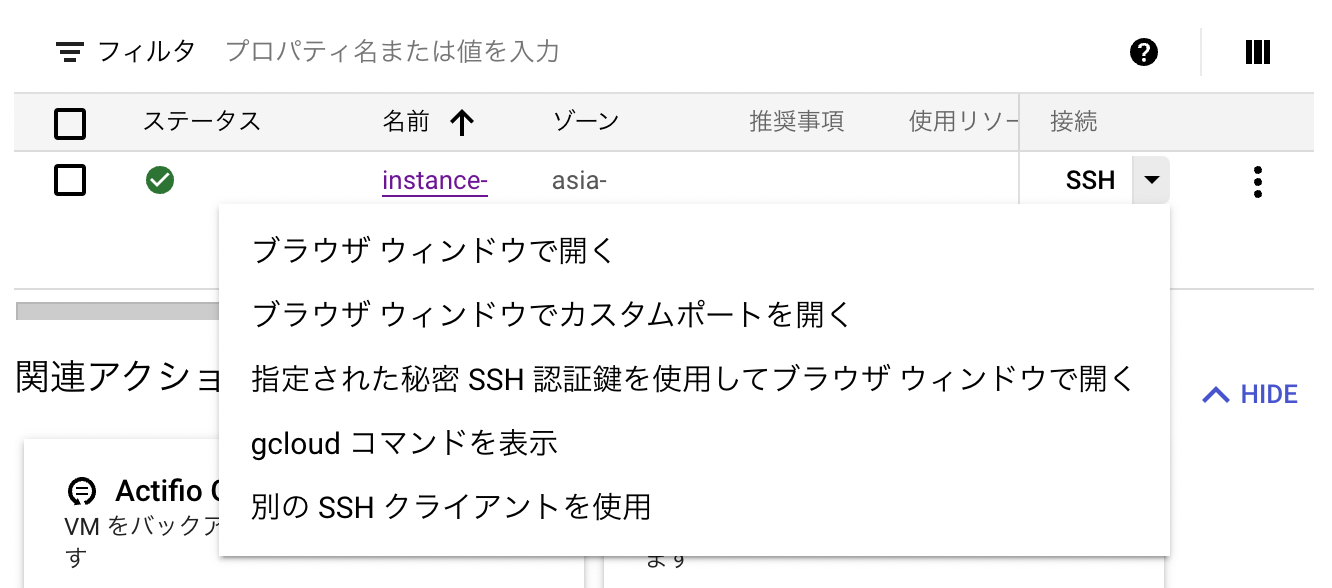 フィルタ プロパティ名または値を入力
ステータス 名前 ゾーン 推奨事項 使用リソー 接続
instance- asia- SSH
ブラウザ ウィンドウで開く
ブラウザ ウィンドウでカスタムポートを開く
指定された秘密 SSH 認証鍵を使用してブラウザ ウィンドウで開く
gcloud コマンドを表示
別の SSH クライアントを使用
関連アクショ
HIDE
Actifio
VM をバックア
す
ます